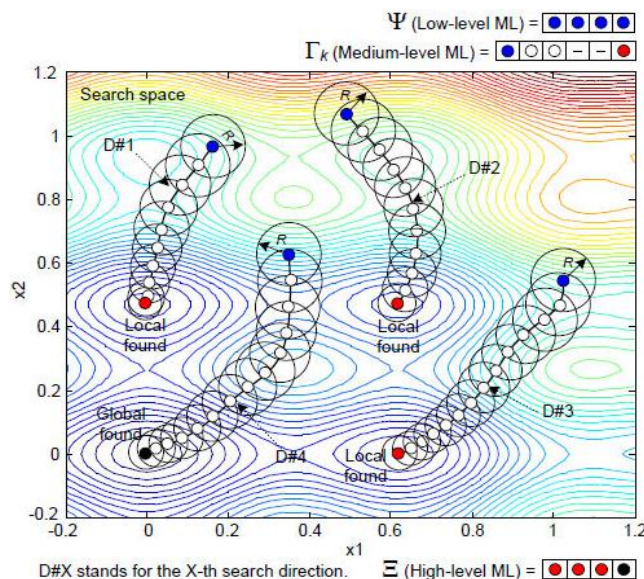 Ψ (Low-level ML) =
Γk (Medium-level ML) = – –
1.2
1
0.8
0.6
0.4
0.2
0
-0.2
x2
Search space
R
D#1
R
D#2
R
R
Local
found
Local
found
Global
found
D#4
Local
found
D#3
-0.2 0 0.2 0.4 0.6 0.8 1 1.2
x1
D#X stands for the X-th search direction. Ξ (High-level ML) =